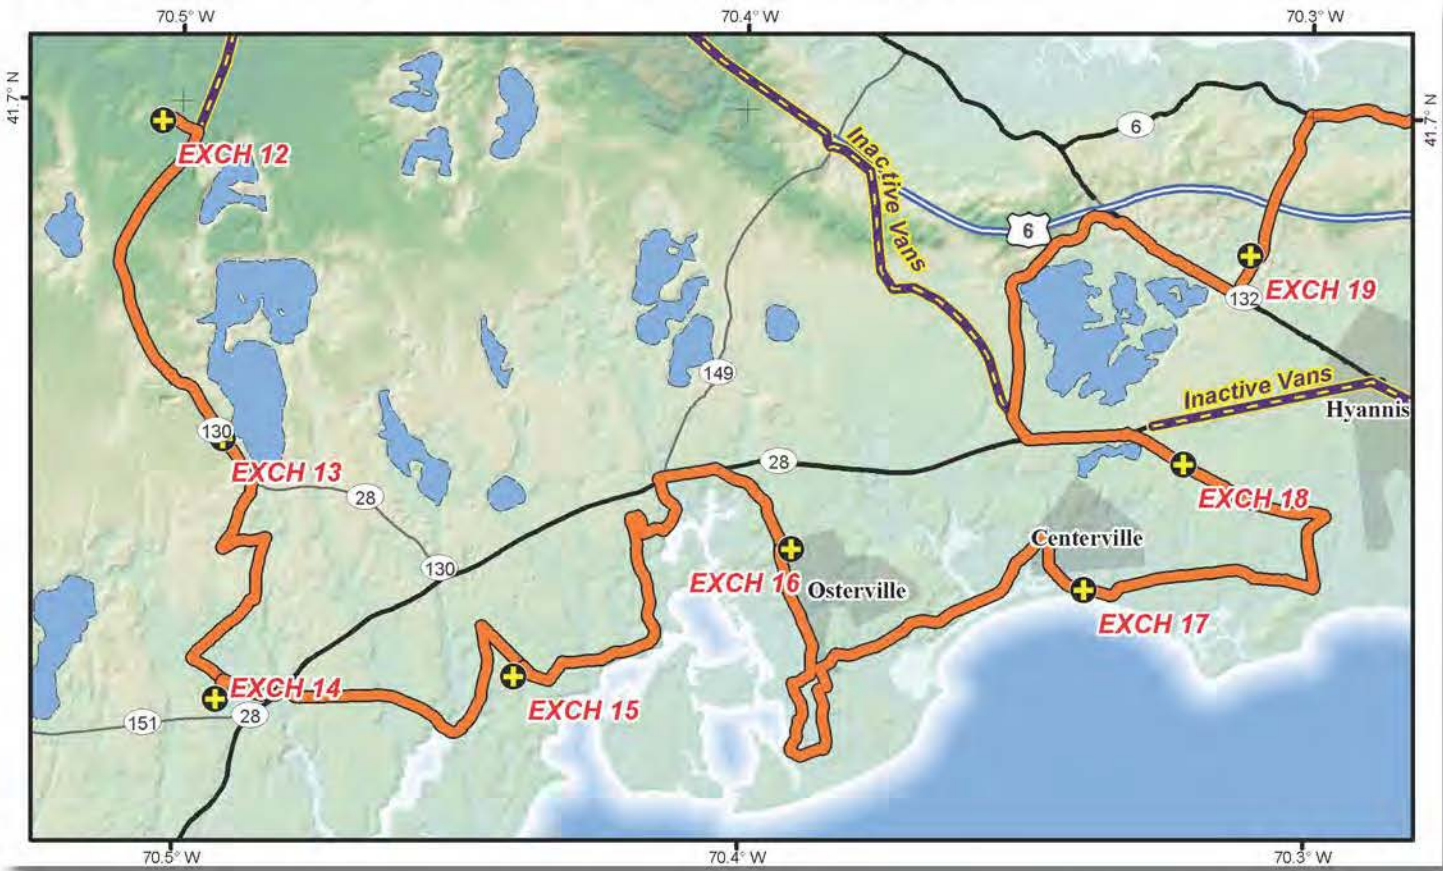 70.5° W
70.4° W
70.3° W
41.7° N
41.7° N
6
EXCH 12
Inactive Vans
6
EXCH 19
132
149
Inactive Vans
Hyannis
130
EXCH 13
28
28
EXCH 18
Centerville
130
EXCH 16
Osterville
EXCH 17
EXCH 14
EXCH 15
151
28
70.5° W
70.4° W
70.3° W